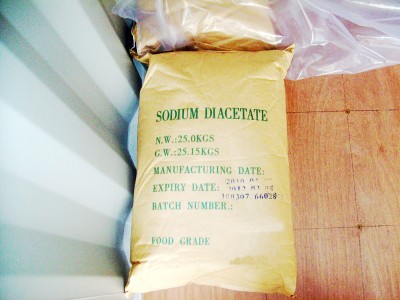 SODIUM DIACETATE
N.W.:25.0KGS
G.W.:25.15KGS
MANUFACTURING DATE:
EXPIRY DATE:
BATCH NUMBER.:
FOOD GRADE